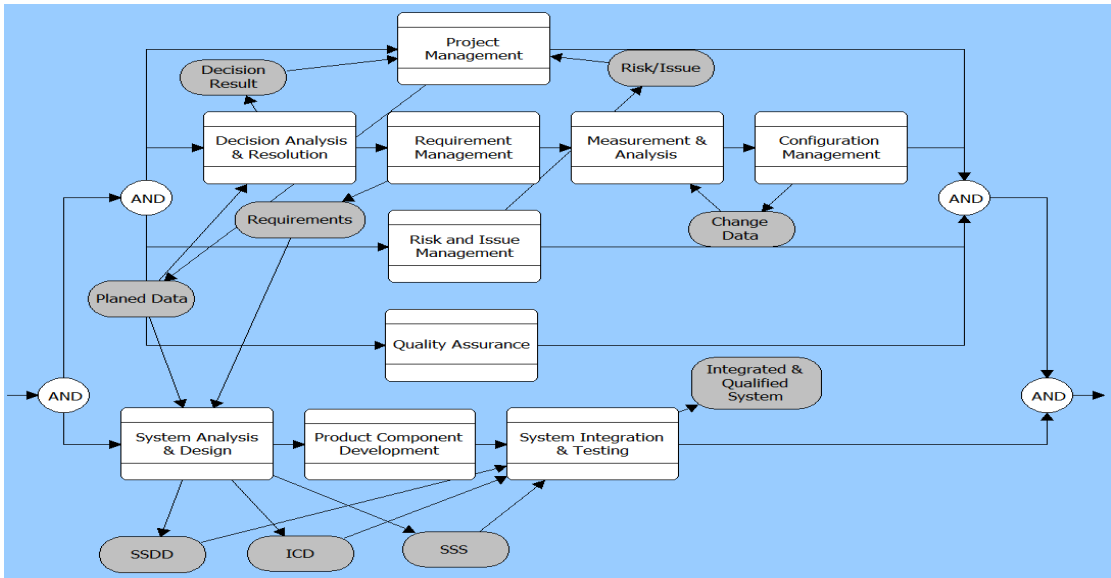 Project
Management
Decision
Result
Risk/Issue
Decision Analysis
& Resolution
Requirement
Management
Measurement &
Analysis
Configuration
Management
AND
AND
Requirements
Change
Data
Risk and Issue
Management
Planed Data
Quality Assurance
Integrated &
Qualified
System
AND
AND
System Analysis
& Design
Product Component
Development
System Integration
& Testing
SSDD
ICD
SSS